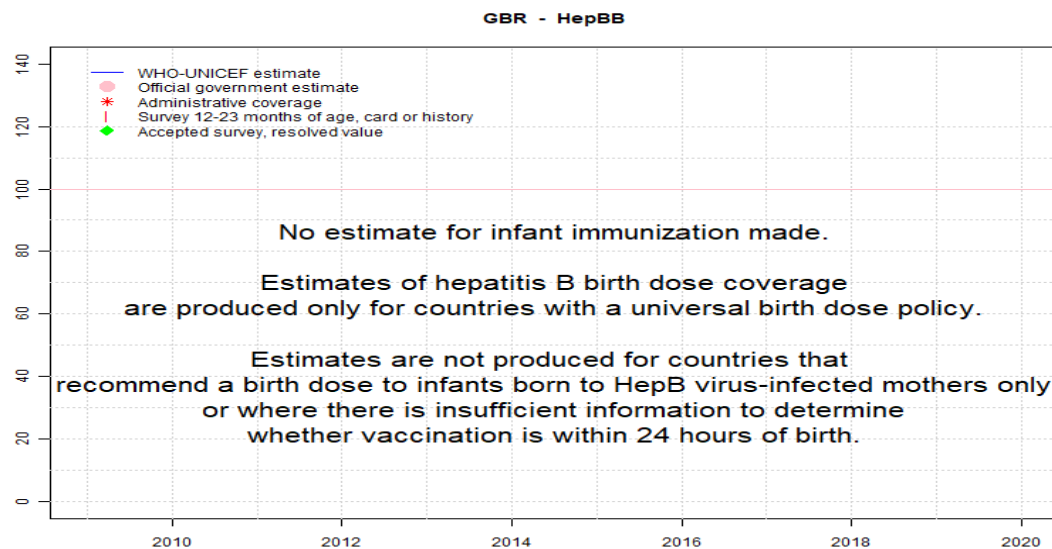 GBR - HepBB
WHO-UNICEF estimate
Official government estimate
Administrative coverage
Survey 12-23 months of age, card or history
Accepted survey, resolved value
140
120
100
80
60
40
20
0
No estimate for infant immunization made.
Estimates of hepatitis B birth dose coverage
are produced only for countries with a universal birth dose policy.
Estimates are not produced for countries that
recommend a birth dose to infants born to HepB virus-infected mothers only
or where there is insufficient information to determine
whether vaccination is within 24 hours of birth.
2010 2012 2014 2016 2018 2020